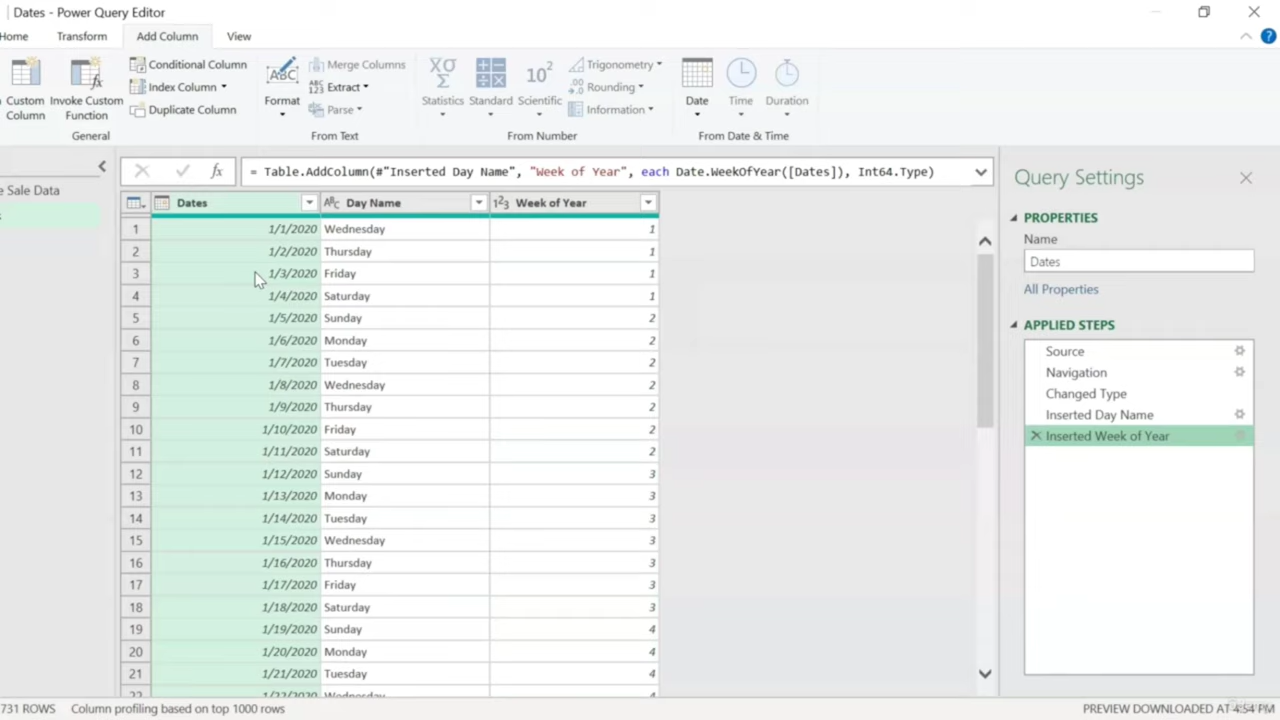 Dates - Power Query Editor
Home Transform Add Column View
Custom Column
Invoke Custom Function
Conditional Column
Index Column
Duplicate Column
General
Format
Merge Columns
Extract
Parse
From Text
Statistics
Standard
Scientific
Trigonometry
Rounding
Information
From Number
Date
Time
Duration
From Date & Time
e Sale Data
fx = Table.AddColumn(#"Inserted Day Name", "Week of Year", each Date.WeekOfYear([Dates]), Int64.Type)
Dates Day Name Week of Year
1 1/1/2020 Wednesday 1
2 1/2/2020 Thursday 1
3 1/3/2020 Friday 1
4 1/4/2020 Saturday 1
5 1/5/2020 Sunday 2
6 1/6/2020 Monday 2
7 1/7/2020 Tuesday 2
8 1/8/2020 Wednesday 2
9 1/9/2020 Thursday 2
10 1/10/2020 Friday 2
11 1/11/2020 Saturday 2
12 1/12/2020 Sunday 3
13 1/13/2020 Monday 3
14 1/14/2020 Tuesday 3
15 1/15/2020 Wednesday 3
16 1/16/2020 Thursday 3
17 1/17/2020 Friday 3
18 1/18/2020 Saturday 3
19 1/19/2020 Sunday 4
20 1/20/2020 Monday 4
21 1/21/2020 Tuesday 4
22 1/22/2020 Wednesday 4
Query Settings
PROPERTIES
Name
Dates
All Properties
APPLIED STEPS
Source
Navigation
Changed Type
Inserted Day Name
Inserted Week of Year
731 ROWS Column profiling based on top 1000 rows
PREVIEW DOWNLOADED AT 4:54 PM